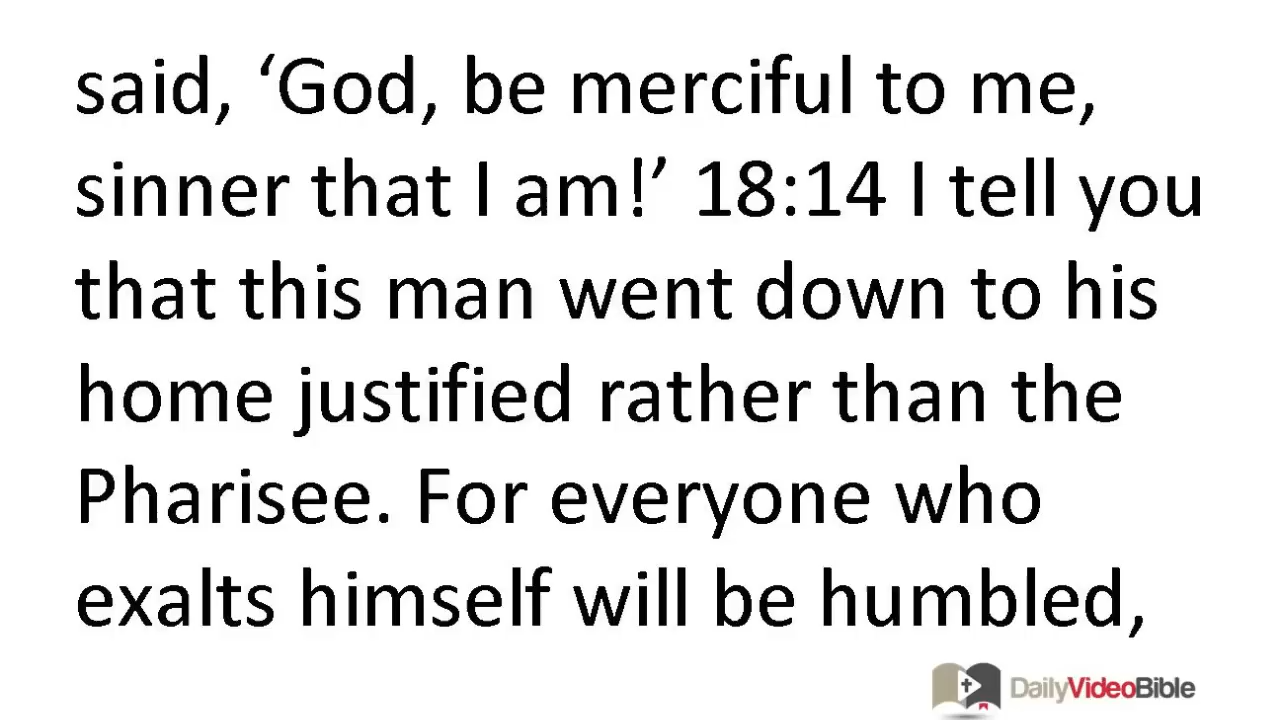 said, ‘God, be merciful to me,
sinner that I am!’ 18:14 I tell you
that this man went down to his
home justified rather than the
Pharisee. For everyone who
exalts himself will be humbled,
DailyVideoBible